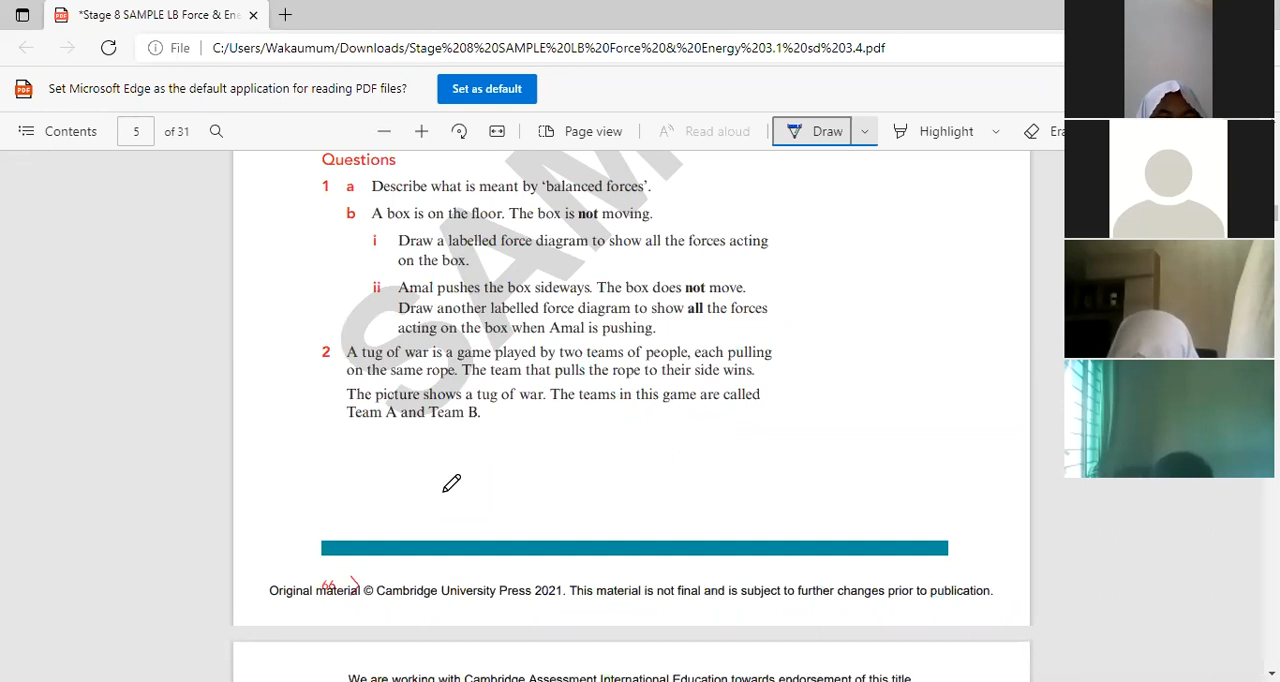 *Stage 8 SAMPLE LB Force & Ene
File
C:/Users/Wakaumum/Downloads/Stage%208%20SAMPLE%20LB%20Force%20&%20Energy%203.1%20sd%203.4.pdf
Set Microsoft Edge as the default application for reading PDF files?
Set as default
Contents
5
of 31
Page view
Read aloud
Draw
Highlight
Era
SAM
Questions
1 a Describe what is meant by ‘balanced forces’.
b A box is on the floor. The box is not moving.
i Draw a labelled force diagram to show all the forces acting
on the box.
ii Amal pushes the box sideways. The box does not move.
Draw another labelled force diagram to show all the forces
acting on the box when Amal is pushing.
2 A tug of war is a game played by two teams of people, each pulling
on the same rope. The team that pulls the rope to their side wins.
The picture shows a tug of war. The teams in this game are called
Team A and Team B.
66
Original material © Cambridge University Press 2021. This material is not final and is subject to further changes prior to publication.
We are working with Cambridge Assessment International Education towards endorsement of this title.